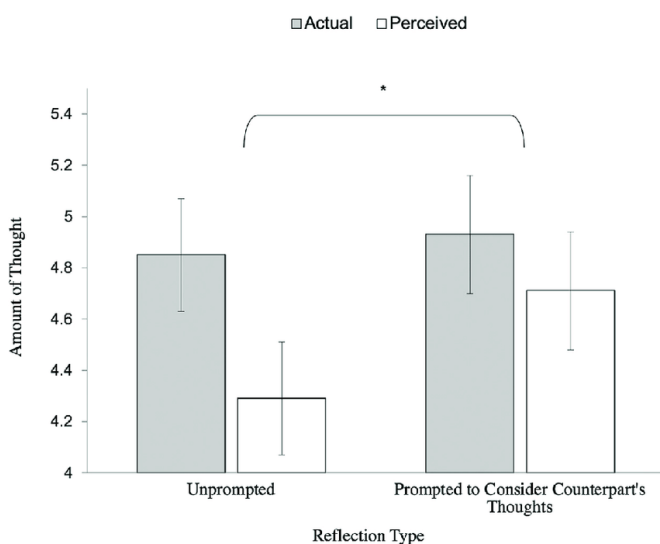 Actual Perceived
*
5.4
5.2
5
4.8
4.6
4.4
4.2
4
Amount of Thought
Unprompted
Prompted to Consider Counterpart's
Thoughts
Reflection Type